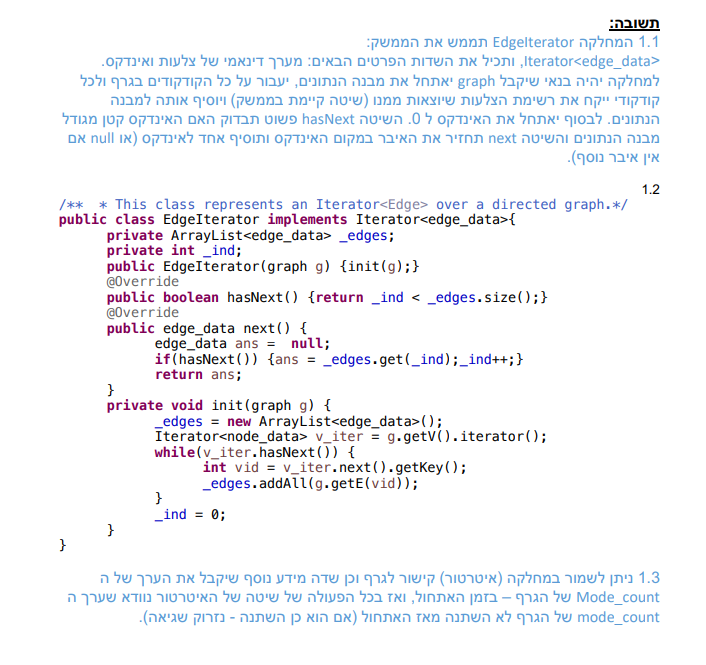 תשובה:
1.1 המחלקה EdgeIterator תממש את הממשק:
Iterator<edge_data>, ותכיל את השדות הפרטים הבאים: מערך דינאמי של צלעות ואינדקס.
למחלקה יהיה בנאי שיקבל graph יאתחל את מבנה הנתונים, יעבור על כל הקודקודים בגרף ולכל
קודקודי ייקח את רשימת הצלעות שיוצאות ממנו (שיטה קיימת בממשק) ויוסיף אותה למבנה
הנתונים. לבסוף יאתחל את האינדקס ל 0. השיטה hasNext פשוט תבדוק האם האינדקס קטן מגודל
מבנה הנתונים והשיטה next תחזיר את האיבר במקום האינדקס ותוסיף אחד לאינדקס (או null אם
אין איבר נוסף).
1.2
/** * This class represents an Iterator<Edge> over a directed graph.*/
public class EdgeIterator implements Iterator<edge_data>{
private ArrayList<edge_data> _edges;
private int _ind;
public EdgeIterator(graph g) {init(g);}
@Override
public boolean hasNext() {return _ind < _edges.size();}
@Override
public edge_data next() {
edge_data ans = null;
if(hasNext()) {ans = _edges.get(_ind);_ind++;}
return ans;
}
private void init(graph g) {
_edges = new ArrayList<edge_data>();
Iterator<node_data> v_iter = g.getV().iterator();
while(v_iter.hasNext()) {
int vid = v_iter.next().getKey();
_edges.addAll(g.getE(vid));
}
_ind = 0;
}
}
1.3 ניתן לשמור במחלקה (איטרטור) קישור לגרף וכן שדה מידע נוסף שיקבל את הערך של ה
Mode_count של הגרף – בזמן האתחול, ואז בכל הפעולה של שיטה של האיטרטור נוודא שערך ה
mode_count של הגרף לא השתנה מאז האתחול (אם הוא כן השתנה - נזרוק שגיאה).